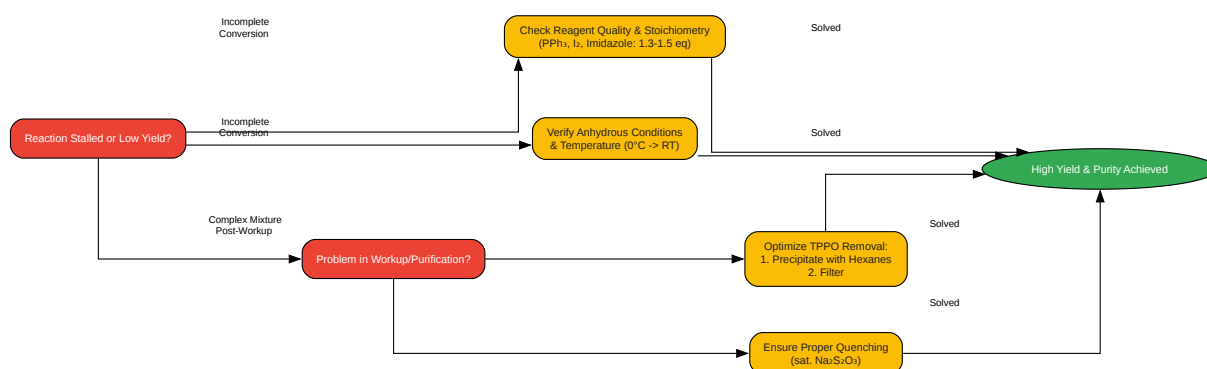 Incomplete
Conversion
Check Reagent Quality & Stoichiometry
(PPh₃, I₂, Imidazole: 1.3-1.5 eq)
Solved
Reaction Stalled or Low Yield?
Incomplete
Conversion
Verify Anhydrous Conditions
& Temperature (0°C -> RT)
Solved
High Yield & Purity Achieved
Complex Mixture
Post-Workup
Problem in Workup/Purification?
Optimize TPPO Removal:
1. Precipitate with Hexanes
2. Filter
Solved
Solved
Ensure Proper Quenching
(sat. Na₂S₂O₃)